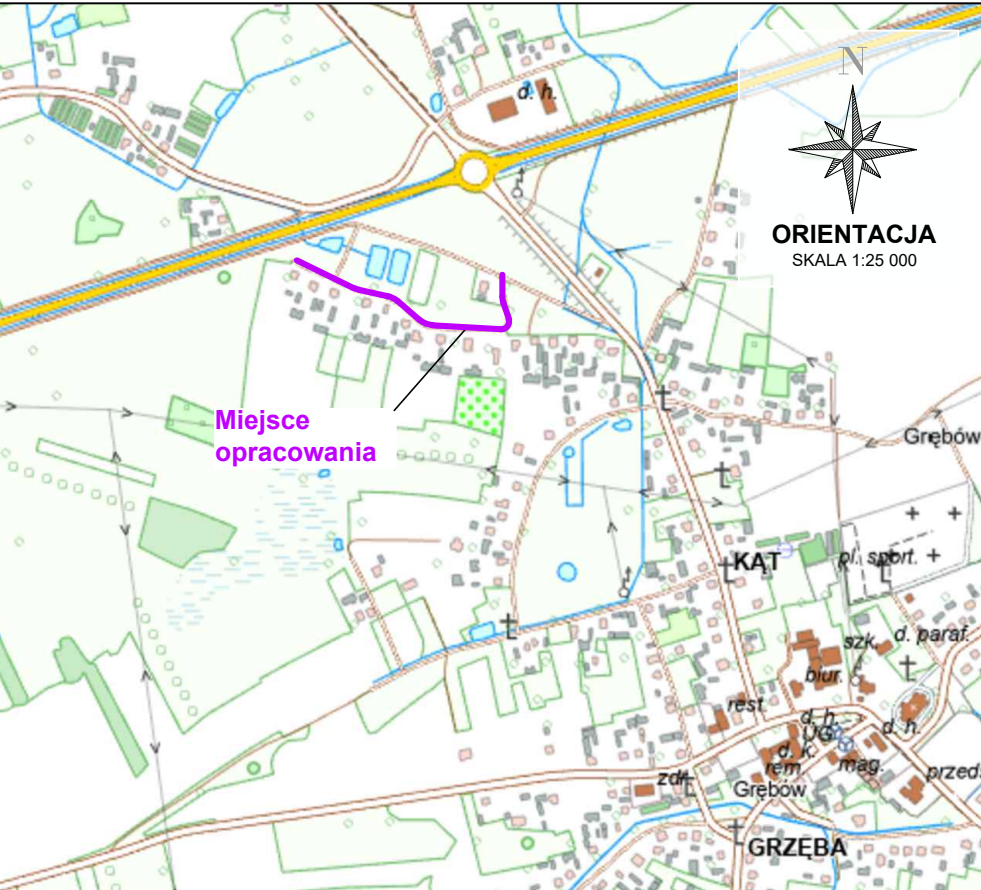 d. h.
N
ORIENTACJA
SKALA 1:25 000
Miejsce
opracowania
Grębów
KĄT
pl. sport.
szk.
d. paraf.
biur.
rest.
d. h.
d. h.
UG
d. k.
rem.
mag.
przeds
zdr.
Grębów
GRZĘBA